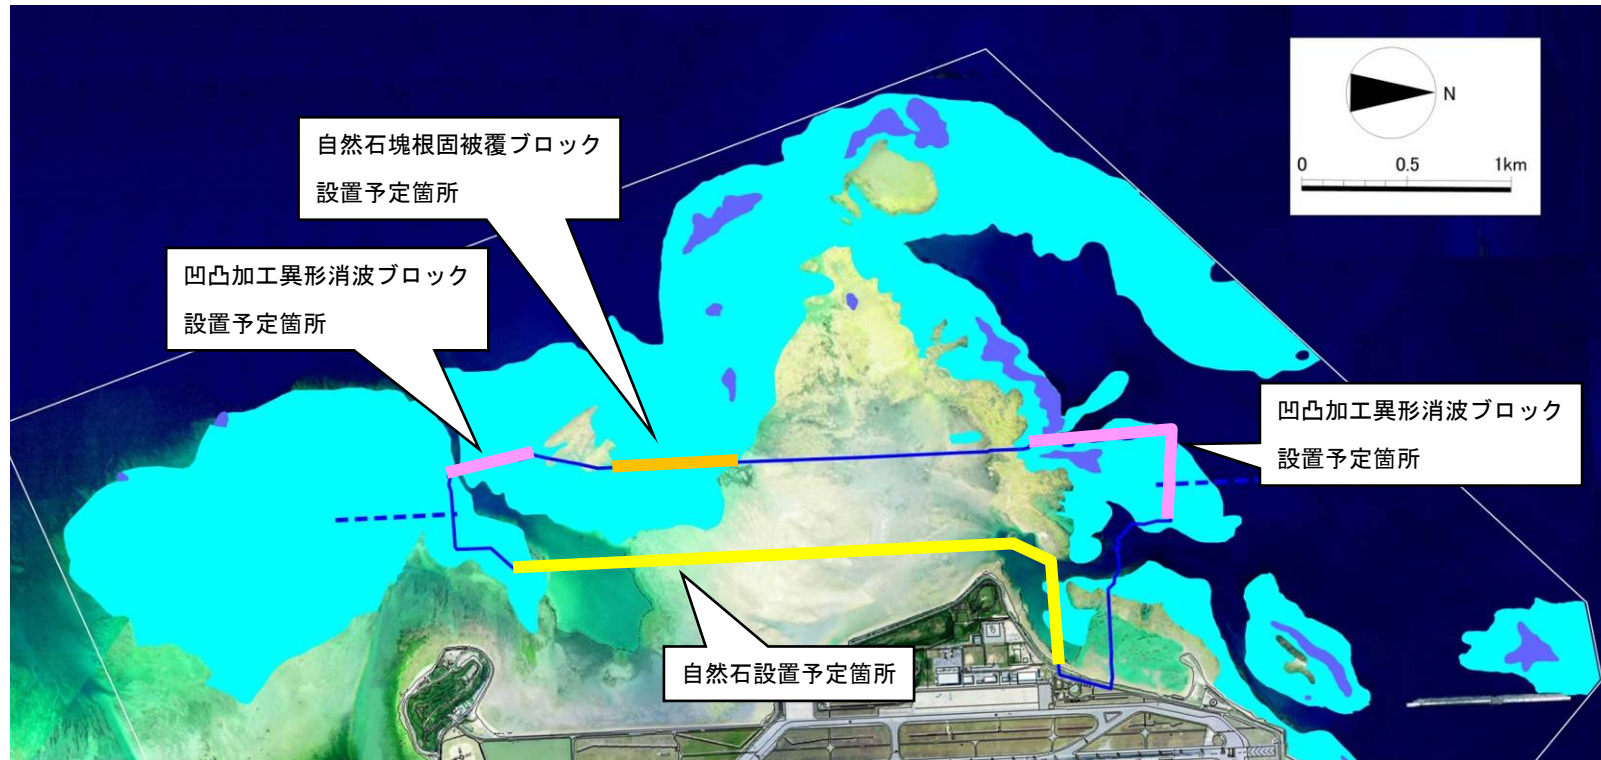 N
0 0.5 1km
自然石塊根固被覆ブロック
設置予定箇所
凹凸加工異形消波ブロック
設置予定箇所
凹凸加工異形消波ブロック
設置予定箇所
自然石設置予定箇所